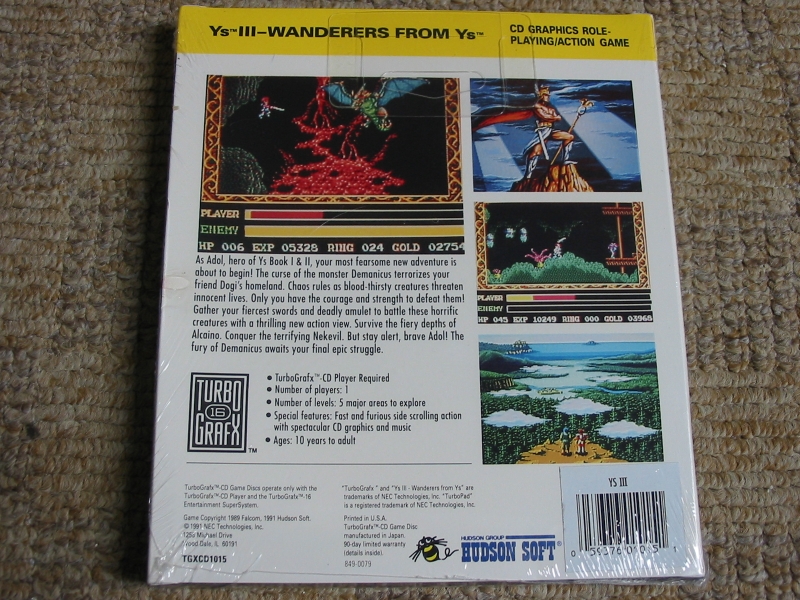 Ys™ III–WANDERERS FROM Ys™
CD GRAPHICS ROLE-
PLAYING/ACTION GAME
PLAYER
ENEMY
HP 006 EXP 05328 RING 024 GOLD 02754
PLAYER
ENEMY
HP 045 EXP 10249 RING 000 GOLD 03968
As Adol, hero of Ys Book I & II, your most fearsome new adventure is
about to begin! The curse of the monster Demanicus terrorizes your
friend Dogi's homeland. Chaos rules as blood-thirsty creatures threaten
innocent lives. Only you have the courage and strength to defeat them!
Gather your fiercest swords and deadly amulet to battle these horrific
creatures with a thrilling new action view. Survive the fiery depths of
Alcaino. Conquer the terrifying Nekevil. But stay alert, brave Adol! The
fury of Demanicus awaits your final epic struggle.
TURBO
16
GRAFX
™
• TurboGrafx™-CD Player Required
• Number of players: 1
• Number of levels: 5 major areas to explore
• Special features: Fast and furious side scrolling action
with spectacular CD graphics and music
• Ages: 10 years to adult
TurboGrafx™-CD Game Discs operate only with the
TurboGrafx™-CD Player and the TurboGrafx™-16
Entertainment SuperSystem.
Game Copyright 1989 Falcom, 1991 Hudson Soft.
© 1991 NEC Technologies, Inc.
1255 Michael Drive
Wood Dale, IL 60191
TGXCD1015
"TurboGrafx" and "Ys III - Wanderers from Ys" are
trademarks of NEC Technologies, Inc. "TurboPad"
is a registered trademark of NEC Technologies, Inc.
Printed in U.S.A.
TurboGrafx™-CD Game Disc
manufactured in Japan.
90-day limited warranty
(details inside).
849-0079
HUDSON GROUP
HUDSON SOFT
YS III